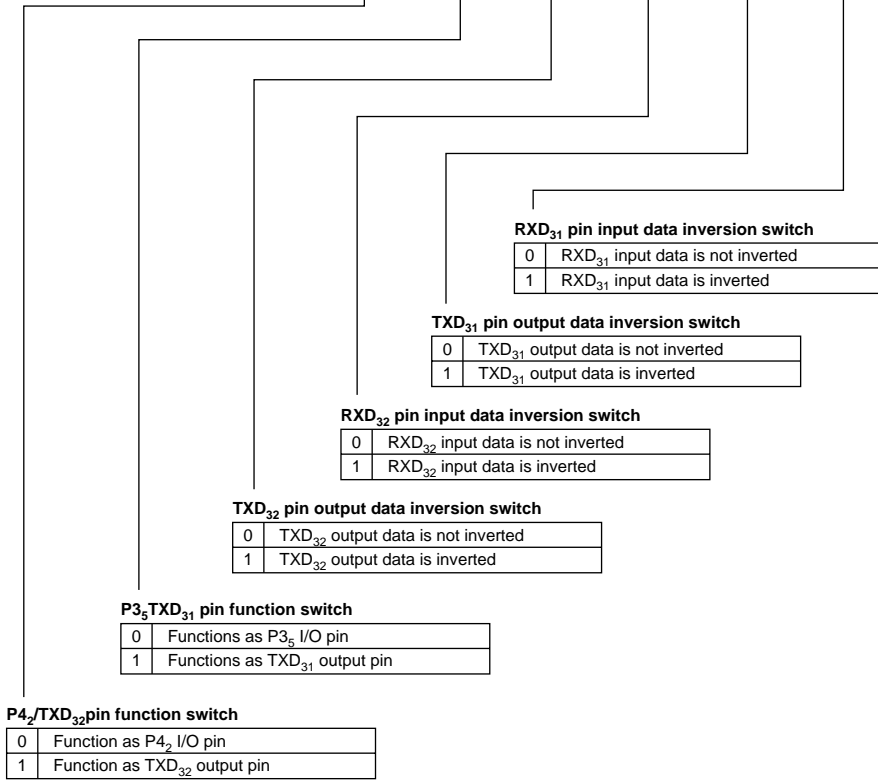 RXD31 pin input data inversion switch
0 RXD31 input data is not inverted
1 RXD31 input data is inverted
TXD31 pin output data inversion switch
0 TXD31 output data is not inverted
1 TXD31 output data is inverted
RXD32 pin input data inversion switch
0 RXD32 input data is not inverted
1 RXD32 input data is inverted
TXD32 pin output data inversion switch
0 TXD32 output data is not inverted
1 TXD32 output data is inverted
P35TXD31 pin function switch
0 Functions as P35 I/O pin
1 Functions as TXD31 output pin
P42/TXD32pin function switch
0 Function as P42 I/O pin
1 Function as TXD32 output pin